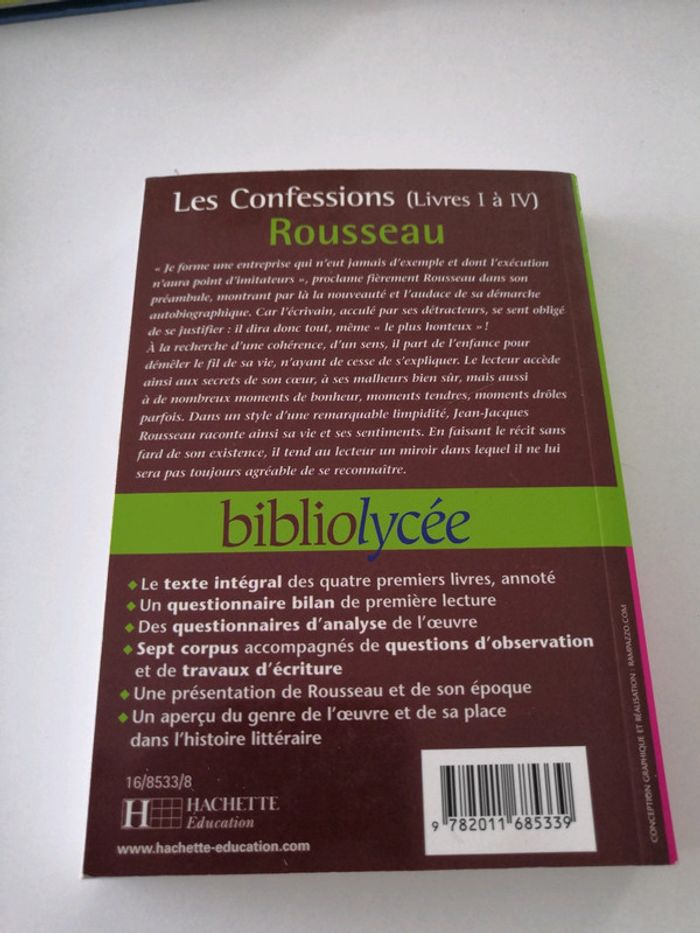 Les Confessions (Livres I à IV)
Rousseau
« Je forme une entreprise qui n'eut jamais d'exemple et dont l'exécution
n'aura point d'imitateurs », proclame fièrement Rousseau dans son
préambule, montrant par là la nouveauté et l'audace de sa démarche
autobiographique. Car l'écrivain, acculé par ses détracteurs, se sent obligé
de se justifier : il dira donc tout, même « le plus honteux » !
À la recherche d'une cohérence, d'un sens, il part de l'enfance pour
démêler le fil de sa vie, n'ayant de cesse de s'expliquer. Le lecteur accède
ainsi aux secrets de son cœur, à ses malheurs bien sûr, mais aussi
à de nombreux moments de bonheur, moments tendres, moments drôles
parfois. Dans un style d'une remarquable limpidité, Jean-Jacques
Rousseau raconte ainsi sa vie et ses sentiments. En faisant le récit sans
fard de son existence, il tend au lecteur un miroir dans lequel il ne lui
sera pas toujours agréable de se reconnaître.
bibliolycée
◆ Le texte intégral des quatre premiers livres, annoté
◆ Un questionnaire bilan de première lecture
◆ Des questionnaires d'analyse de l'œuvre
◆ Sept corpus accompagnés de questions d'observation
et de travaux d'écriture
◆ Une présentation de Rousseau et de son époque
◆ Un aperçu du genre de l'œuvre et de sa place
dans l'histoire littéraire
16/8533/8
H HACHETTE
Éducation
www.hachette-education.com
9 782011 685339
CONCEPTION GRAPHIQUE ET RÉALISATION : RAMPAZZO.COM